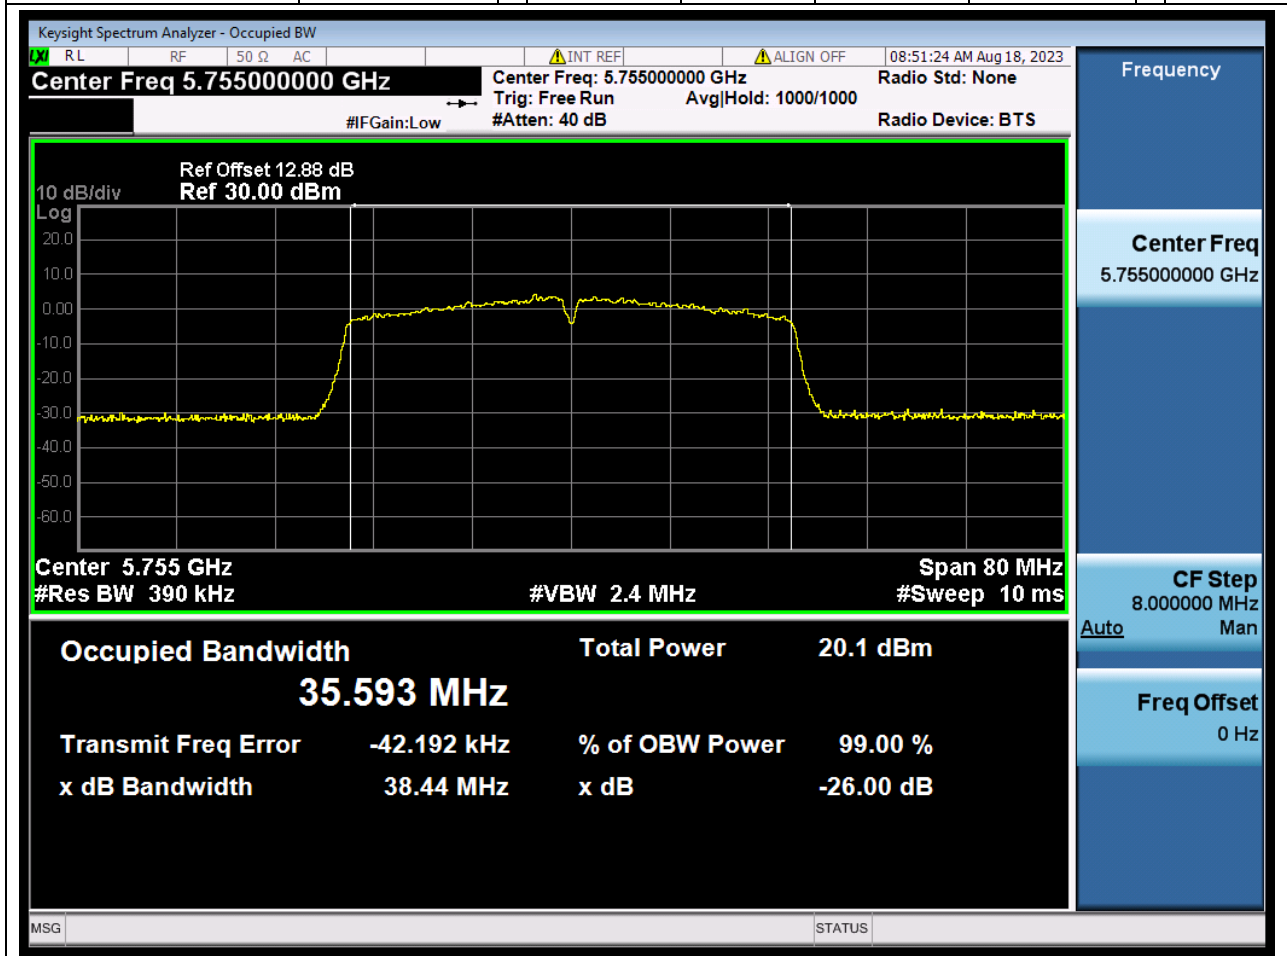 Keysight Spectrum Analyzer - Occupied BW
LXI RL RF 50 Ω AC INT REF ALIGN OFF 08:51:24 AM Aug 18, 2023
Center Freq 5.755000000 GHz
Center Freq: 5.755000000 GHz
Radio Std: None
Trig: Free Run Avg|Hold: 1000/1000
#IFGain:Low
#Atten: 40 dB
Radio Device: BTS
Ref Offset 12.88 dB
10 dB/div Ref 30.00 dBm
Log
20.0
10.0
0.00
-10.0
-20.0
-30.0
-40.0
-50.0
-60.0
Center 5.755 GHz Span 80 MHz
#Res BW 390 kHz #VBW 2.4 MHz #Sweep 10 ms
Occupied Bandwidth Total Power 20.1 dBm
35.593 MHz
Transmit Freq Error -42.192 kHz % of OBW Power 99.00 %
x dB Bandwidth 38.44 MHz x dB -26.00 dB
MSG STATUS
Frequency
Center Freq
5.755000000 GHz
CF Step
8.000000 MHz
Auto Man
Freq Offset
0 Hz